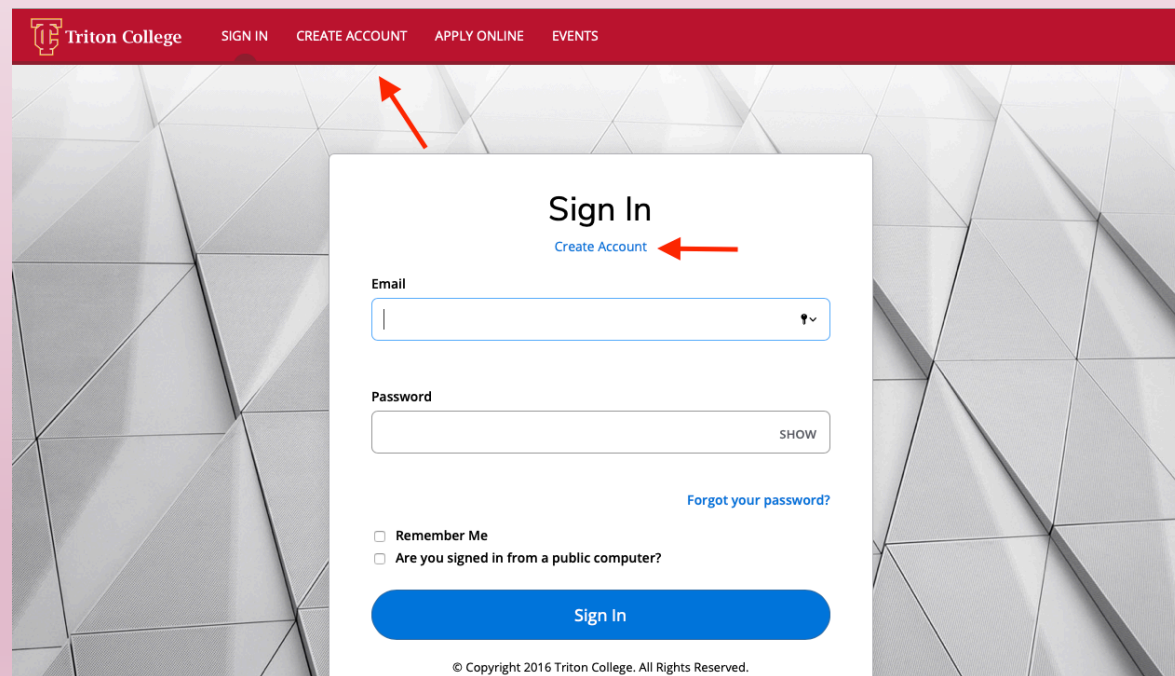 Triton College SIGN IN CREATE ACCOUNT APPLY ONLINE EVENTS
Sign In
Create Account
Email
Password
SHOW
Forgot your password?
Remember Me
Are you signed in from a public computer?
Sign In
© Copyright 2016 Triton College. All Rights Reserved.